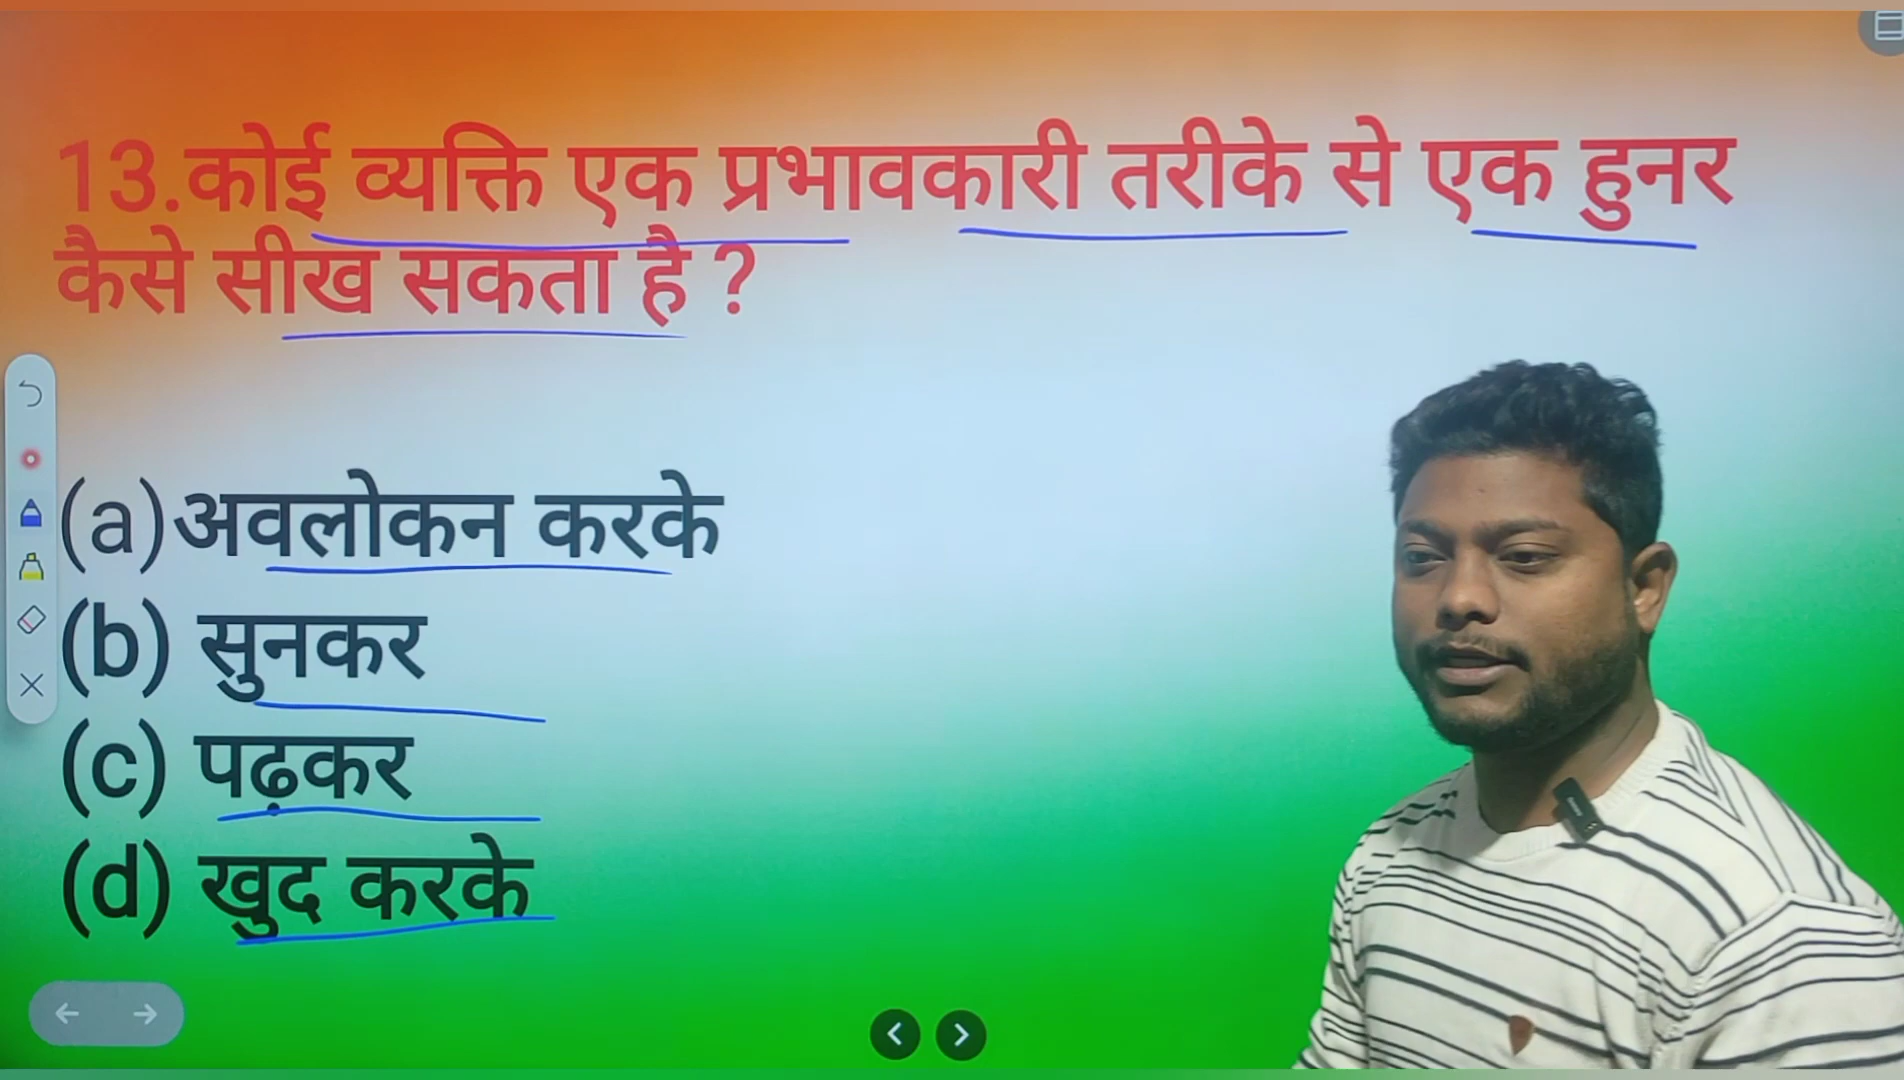 13.कोई व्यक्ति एक प्रभावकारी तरीके से एक हुनर
कैसे सीख सकता है ?
(a)अवलोकन करके
(b) सुनकर
(c) पढ़कर
(d) खुद करके